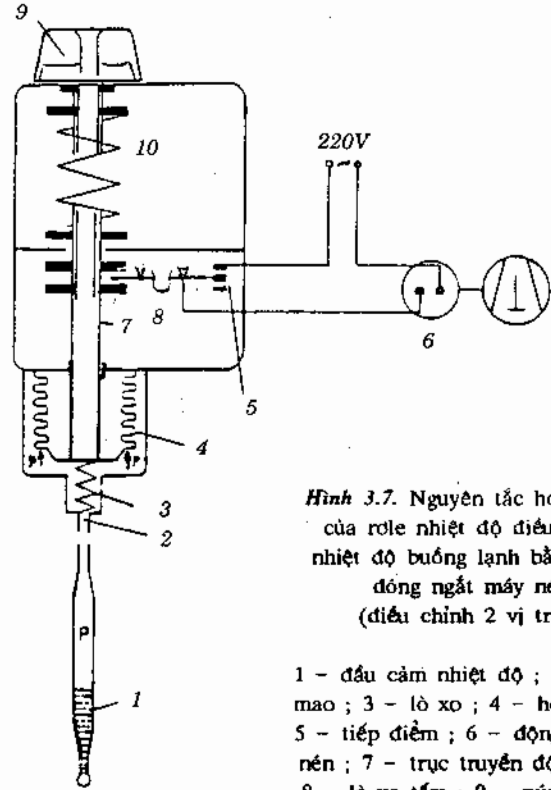 9
10
220V
8
7
6
5
4
P P
3
2
P
1
Hình 3.7. Nguyên tắc ho
của rơle nhiệt độ điều
nhiệt độ buồng lạnh bằ
đóng ngắt máy né
(điều chỉnh 2 vị tr
1 - đầu cảm nhiệt độ ;
mao ; 3 - lò xo ; 4 - h
5 - tiếp điểm ; 6 - độn
nén ; 7 - trục truyền độ